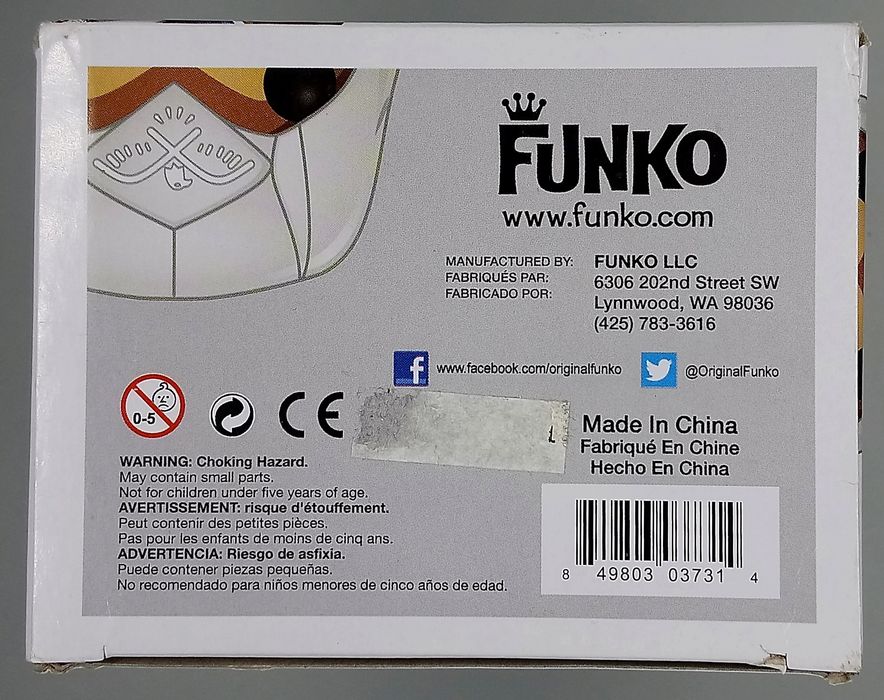 FUNKO
www.funko.com
MANUFACTURED BY:
FABRIQUÉS PAR:
FABRICADO POR:
FUNKO LLC
6306 202nd Street SW
Lynnwood, WA 98036
(425) 783-3616
f www.facebook.com/originalfunko
@OriginalFunko
0-5
CE
Made In China
Fabriqué En Chine
Hecho En China
WARNING: Choking Hazard.
May contain small parts.
Not for children under five years of age.
AVERTISSEMENT: risque d'étouffement.
Peut contenir des petites pièces.
Pas pour les enfants de moins de cinq ans.
ADVERTENCIA: Riesgo de asfixia.
Puede contener piezas pequeñas.
No recomendado para niños menores de cinco años de edad.
8 49803 03731 4